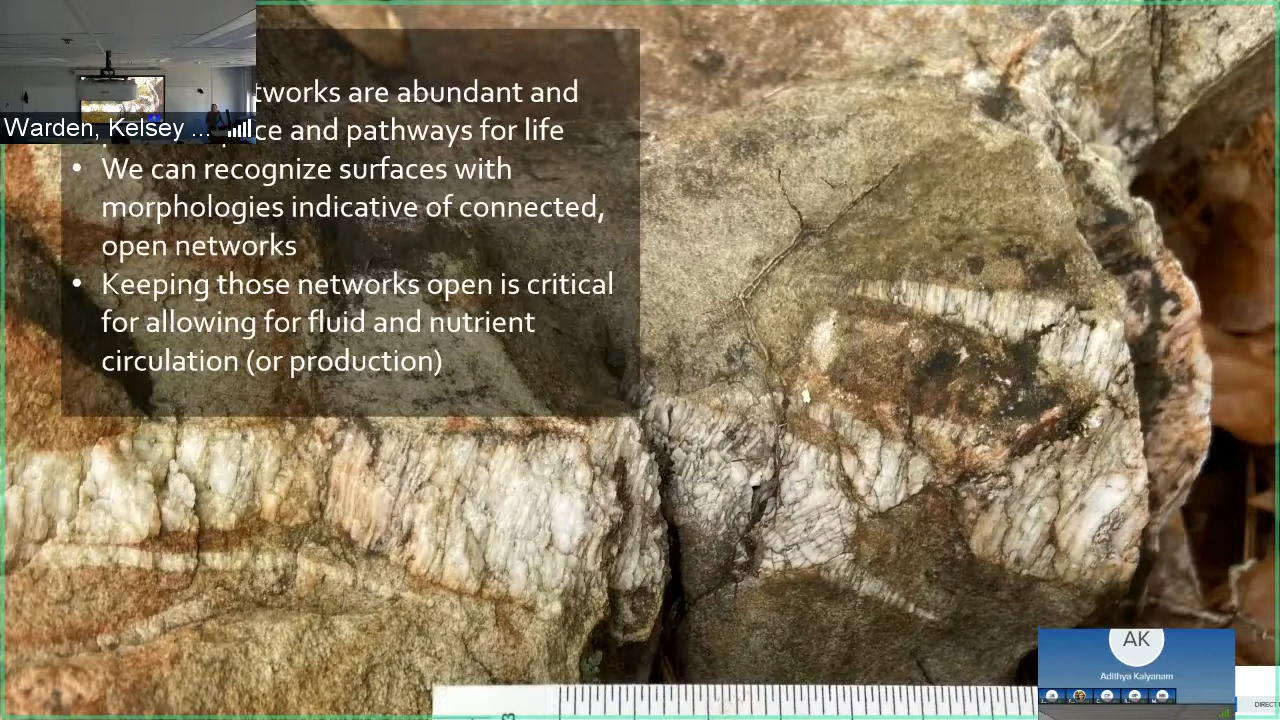 tworks are abundant and
Warden, Kelsey ...
ce and pathways for life
• We can recognize surfaces with
morphologies indicative of connected,
open networks
• Keeping those networks open is critical
for allowing for fluid and nutrient
circulation (or production)
AK
Adithya Kalyanam
DIRECT